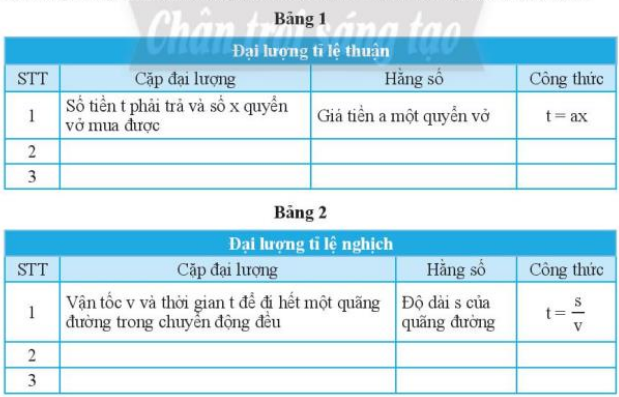 Bảng 1
Chân trời sáng tạo
Đại lượng tỉ lệ thuận
STT Cặp đại lượng Hằng số Công thức
1 Số tiền t phải trả và số x quyển vở mua được Giá tiền a một quyển vở t = ax
2
3
Bảng 2
Đại lượng tỉ lệ nghịch
STT Cặp đại lượng Hằng số Công thức
1 Vận tốc v và thời gian t để đi hết một quãng đường trong chuyển động đều Độ dài s của quãng đường t = s/v
2
3